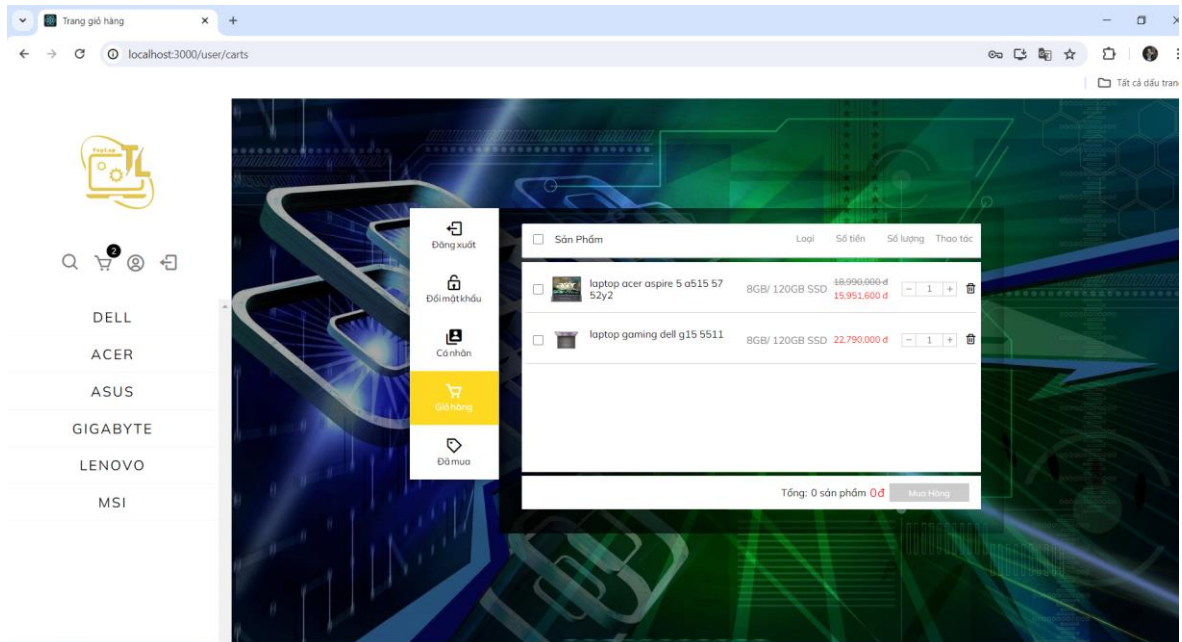 Trang giỏ hàng
localhost:3000/user/carts
Tất cả dấu tran
TopLap
TL
2
DELL
ACER
ASUS
GIGABYTE
LENOVO
MSI
Đăng xuất
Đổi mật khẩu
Cá nhân
Giỏ hàng
Đã mua
Sản Phẩm Loại Số tiền Số lượng Thao tác
laptop acer aspire 5 a515 57 52y2 8GB/ 120GB SSD 18,990,000 đ 15,951,600 đ - 1 +
laptop gaming dell g15 5511 8GB/ 120GB SSD 22,790,000 đ - 1 +
Tổng: 0 sản phẩm 0đ Mua Hàng